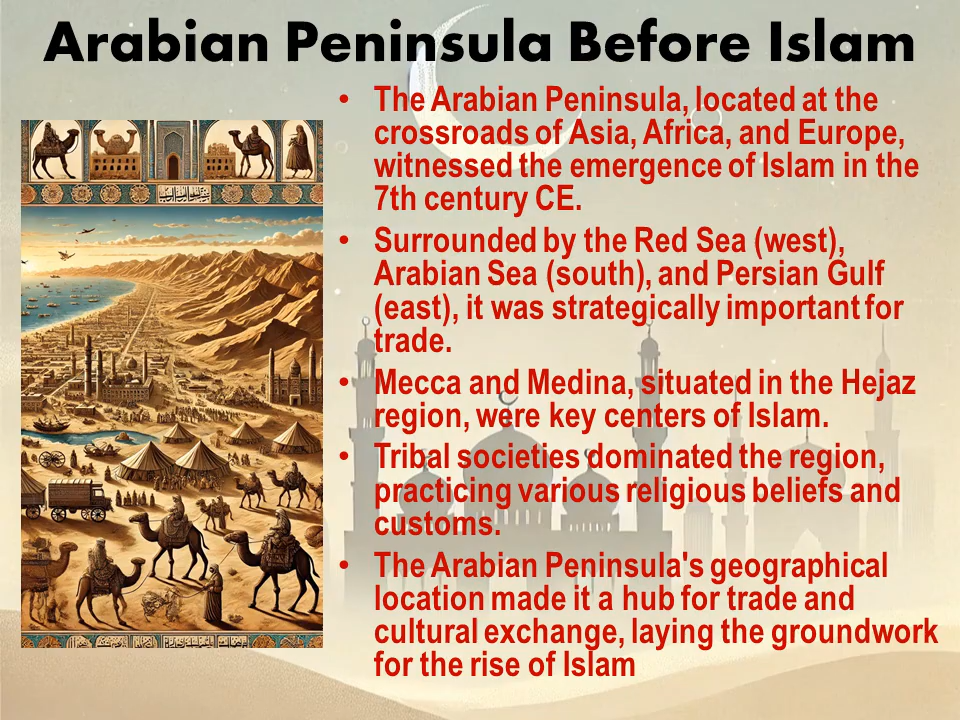 Arabian Peninsula Before Islam
• The Arabian Peninsula, located at the
crossroads of Asia, Africa, and Europe,
witnessed the emergence of Islam in the
7th century CE.
• Surrounded by the Red Sea (west),
Arabian Sea (south), and Persian Gulf
(east), it was strategically important for
trade.
• Mecca and Medina, situated in the Hejaz
region, were key centers of Islam.
• Tribal societies dominated the region,
practicing various religious beliefs and
customs.
• The Arabian Peninsula's geographical
location made it a hub for trade and
cultural exchange, laying the groundwork
for the rise of Islam